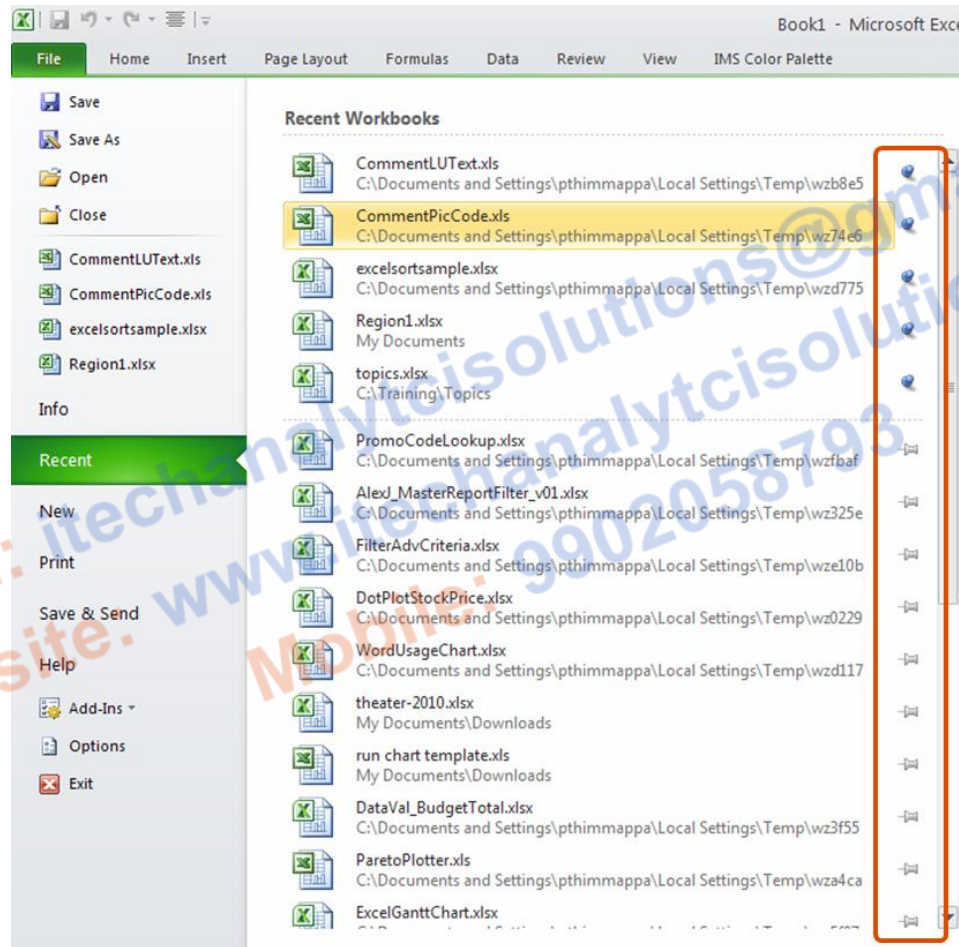 Book1 - Microsoft Exce
File Home Insert Page Layout Formulas Data Review View IMS Color Palette
Save
Save As
Open
Close
CommentLUText.xls
CommentPicCode.xls
excelsortsample.xlsx
Region1.xlsx
Info
Recent
New
Print
Save & Send
Help
Add-Ins
Options
Exit
Recent Workbooks
CommentLUText.xls
C:\Documents and Settings\pthimmappa\Local Settings\Temp\wzb8e5
CommentPicCode.xls
C:\Documents and Settings\pthimmappa\Local Settings\Temp\wz74e6
excelsortsample.xlsx
C:\Documents and Settings\pthimmappa\Local Settings\Temp\wzd775
Region1.xlsx
My Documents
topics.xlsx
C:\Training\Topics
PromoCodeLookup.xlsx
C:\Documents and Settings\pthimmappa\Local Settings\Temp\wzfbaf
AlexJ_MasterReportFilter_v01.xlsx
C:\Documents and Settings\pthimmappa\Local Settings\Temp\wz325e
FilterAdvCriteria.xlsx
C:\Documents and Settings\pthimmappa\Local Settings\Temp\wze10b
DotPlotStockPrice.xlsx
C:\Documents and Settings\pthimmappa\Local Settings\Temp\wz0229
WordUsageChart.xlsx
C:\Documents and Settings\pthimmappa\Local Settings\Temp\wzd117
theater-2010.xlsx
My Documents\Downloads
run chart template.xls
My Documents\Downloads
DataVal_BudgetTotal.xlsx
C:\Documents and Settings\pthimmappa\Local Settings\Temp\wz3f55
ParetoPlotter.xls
C:\Documents and Settings\pthimmappa\Local Settings\Temp\wza4ca
ExcelGanttChart.xlsx
: itechanalytcisolutions@gma
site: www.itechanalytcisolutio
Mobile: 9902058793